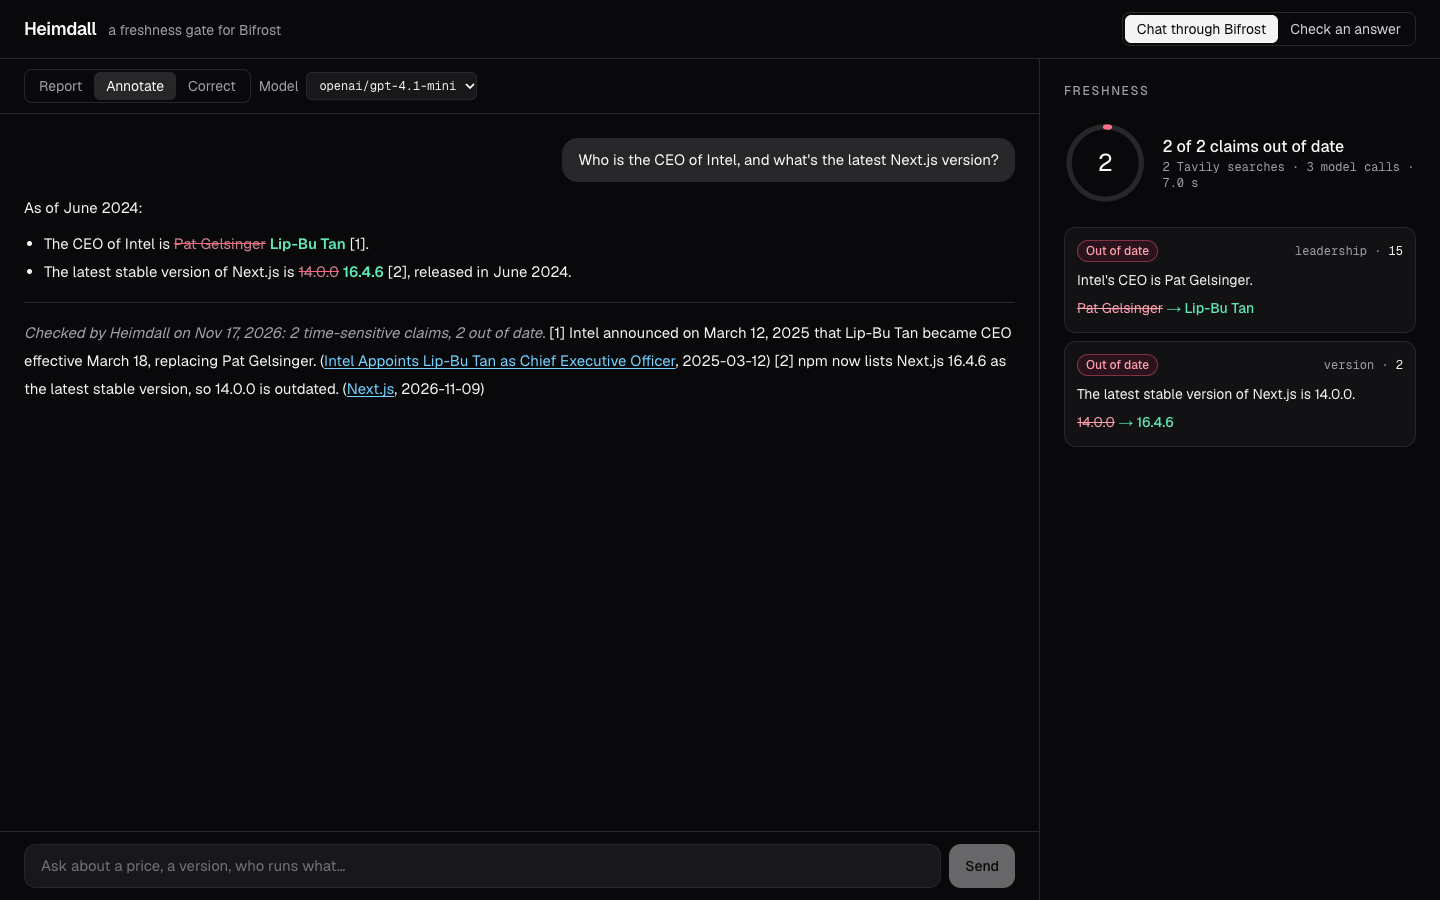 Heimdall a freshness gate for Bifrost
Chat through Bifrost Check an answer
Report Annotate Correct Model openai/gpt-4.1-mini
Who is the CEO of Intel, and what's the latest Next.js version?
As of June 2024:
• The CEO of Intel is Pat Gelsinger Lip-Bu Tan [1].
• The latest stable version of Next.js is 14.0.0 16.4.6 [2], released in June 2024.
Checked by Heimdall on Nov 17, 2026: 2 time-sensitive claims, 2 out of date. [1] Intel announced on March 12, 2025 that Lip-Bu Tan became CEO
effective March 18, replacing Pat Gelsinger. (Intel Appoints Lip-Bu Tan as Chief Executive Officer, 2025-03-12) [2] npm now lists Next.js 16.4.6 as
the latest stable version, so 14.0.0 is outdated. (Next.js, 2026-11-09)
Ask about a price, a version, who runs what…
Send
FRESHNESS
2
2 of 2 claims out of date
2 Tavily searches · 3 model calls ·
7.0 s
Out of date leadership · 15
Intel's CEO is Pat Gelsinger.
Pat Gelsinger → Lip-Bu Tan
Out of date version · 2
The latest stable version of Next.js is 14.0.0.
14.0.0 → 16.4.6